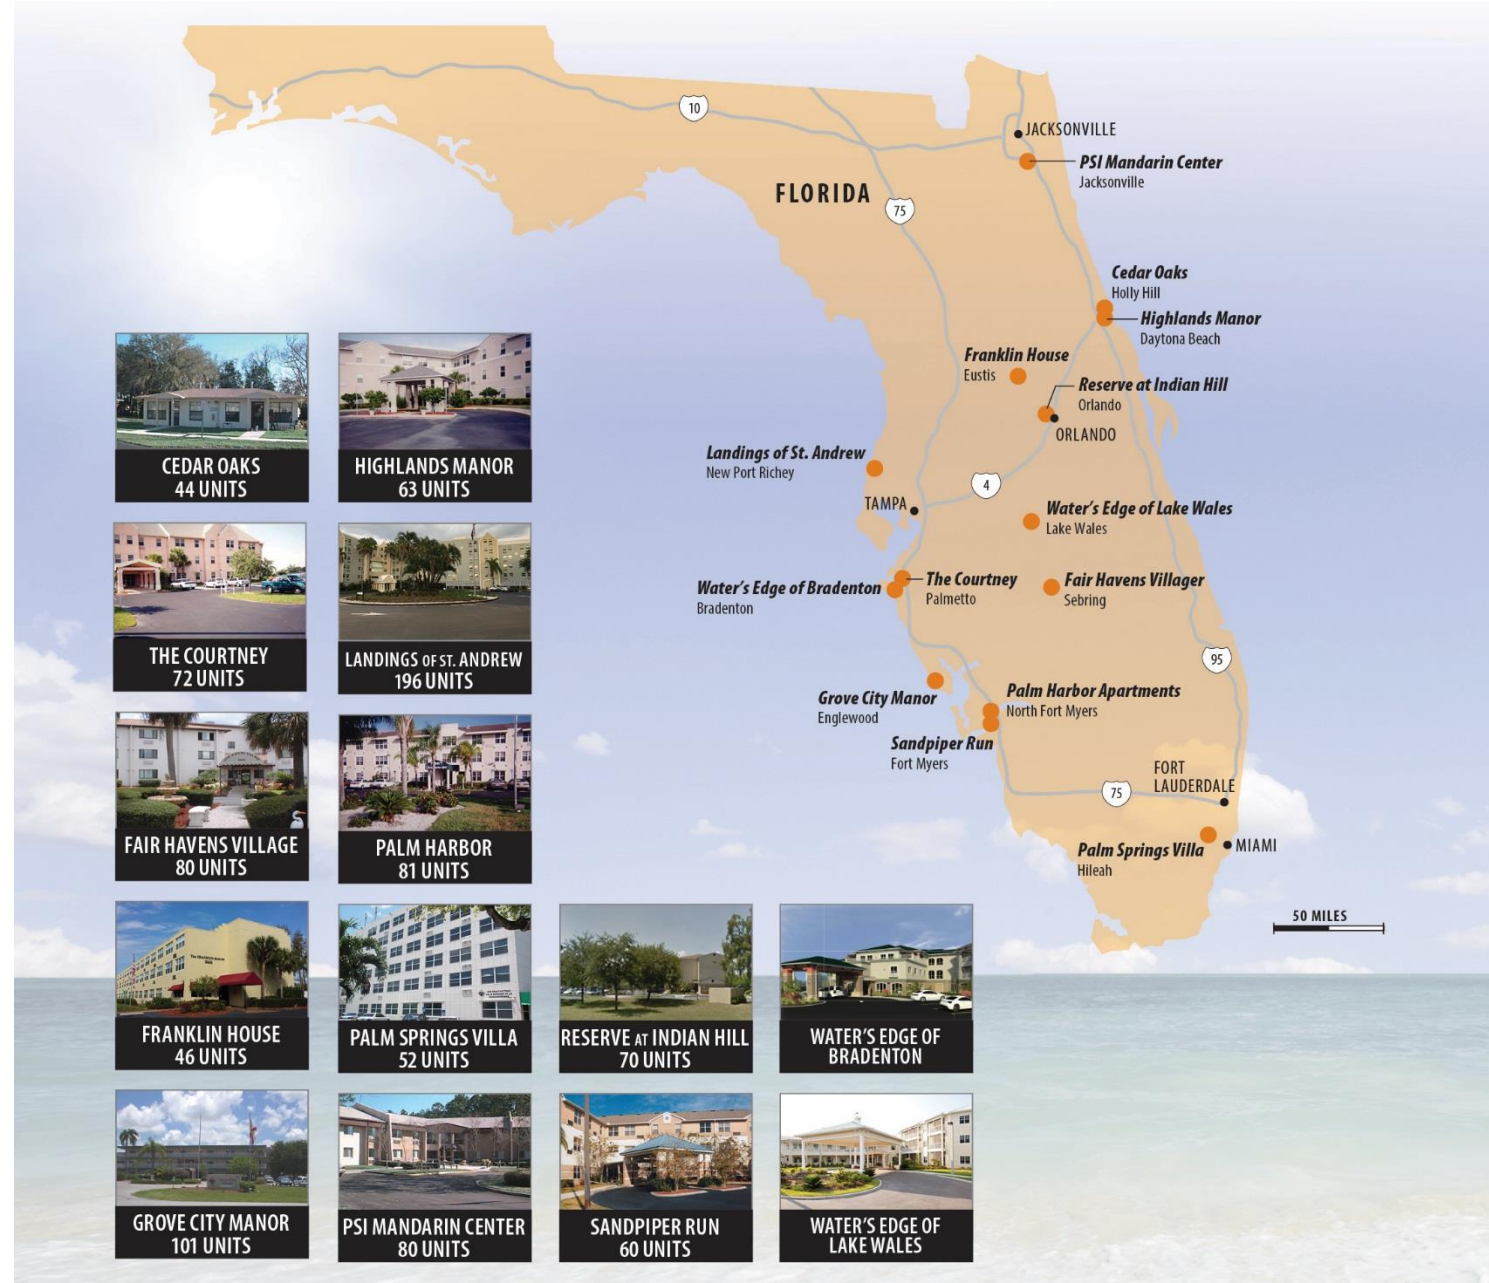 10
JACKSONVILLE
PSI Mandarin Center
Jacksonville
FLORIDA
75
Cedar Oaks
Holly Hill
Highlands Manor
Daytona Beach
Franklin House
Eustis
Reserve at Indian Hill
Orlando
ORLANDO
Landings of St. Andrew
New Port Richey
4
TAMPA
Water's Edge of Lake Wales
Lake Wales
Water's Edge of Bradenton
Bradenton
The Courtney
Palmetto
Fair Havens Villager
Sebring
95
Grove City Manor
Englewood
Palm Harbor Apartments
North Fort Myers
Sandpiper Run
Fort Myers
FORT
LAUDERDALE
75
Palm Springs Villa
Hileah
MIAMI
50 MILES
CEDAR OAKS
44 UNITS
HIGHLANDS MANOR
63 UNITS
THE COURTNEY
72 UNITS
LANDINGS OF ST. ANDREW
196 UNITS
FAIR HAVENS VILLAGE
80 UNITS
PALM HARBOR
81 UNITS
FRANKLIN HOUSE
46 UNITS
PALM SPRINGS VILLA
52 UNITS
RESERVE AT INDIAN HILL
70 UNITS
WATER'S EDGE OF
BRADENTON
GROVE CITY MANOR
101 UNITS
PSI MANDARIN CENTER
80 UNITS
SANDPIPER RUN
60 UNITS
WATER'S EDGE OF
LAKE WALES